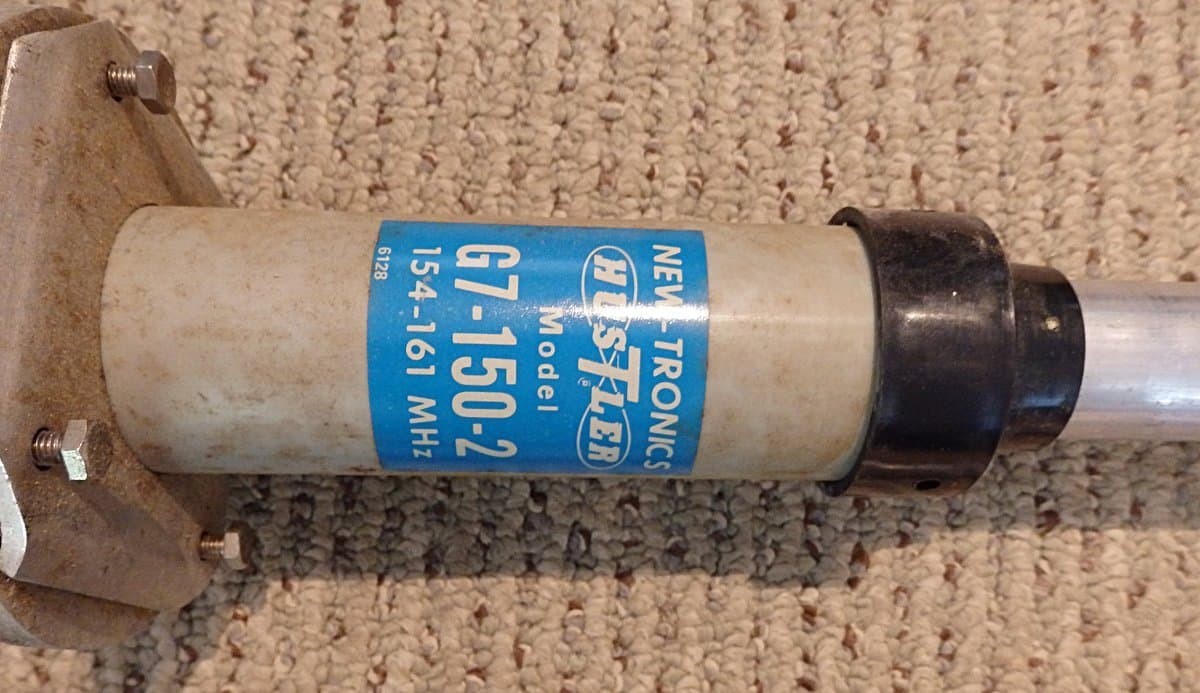 NEW-TRONICS
HUSTLER
®
Model
G7-150-2
154-161 MHz
6128